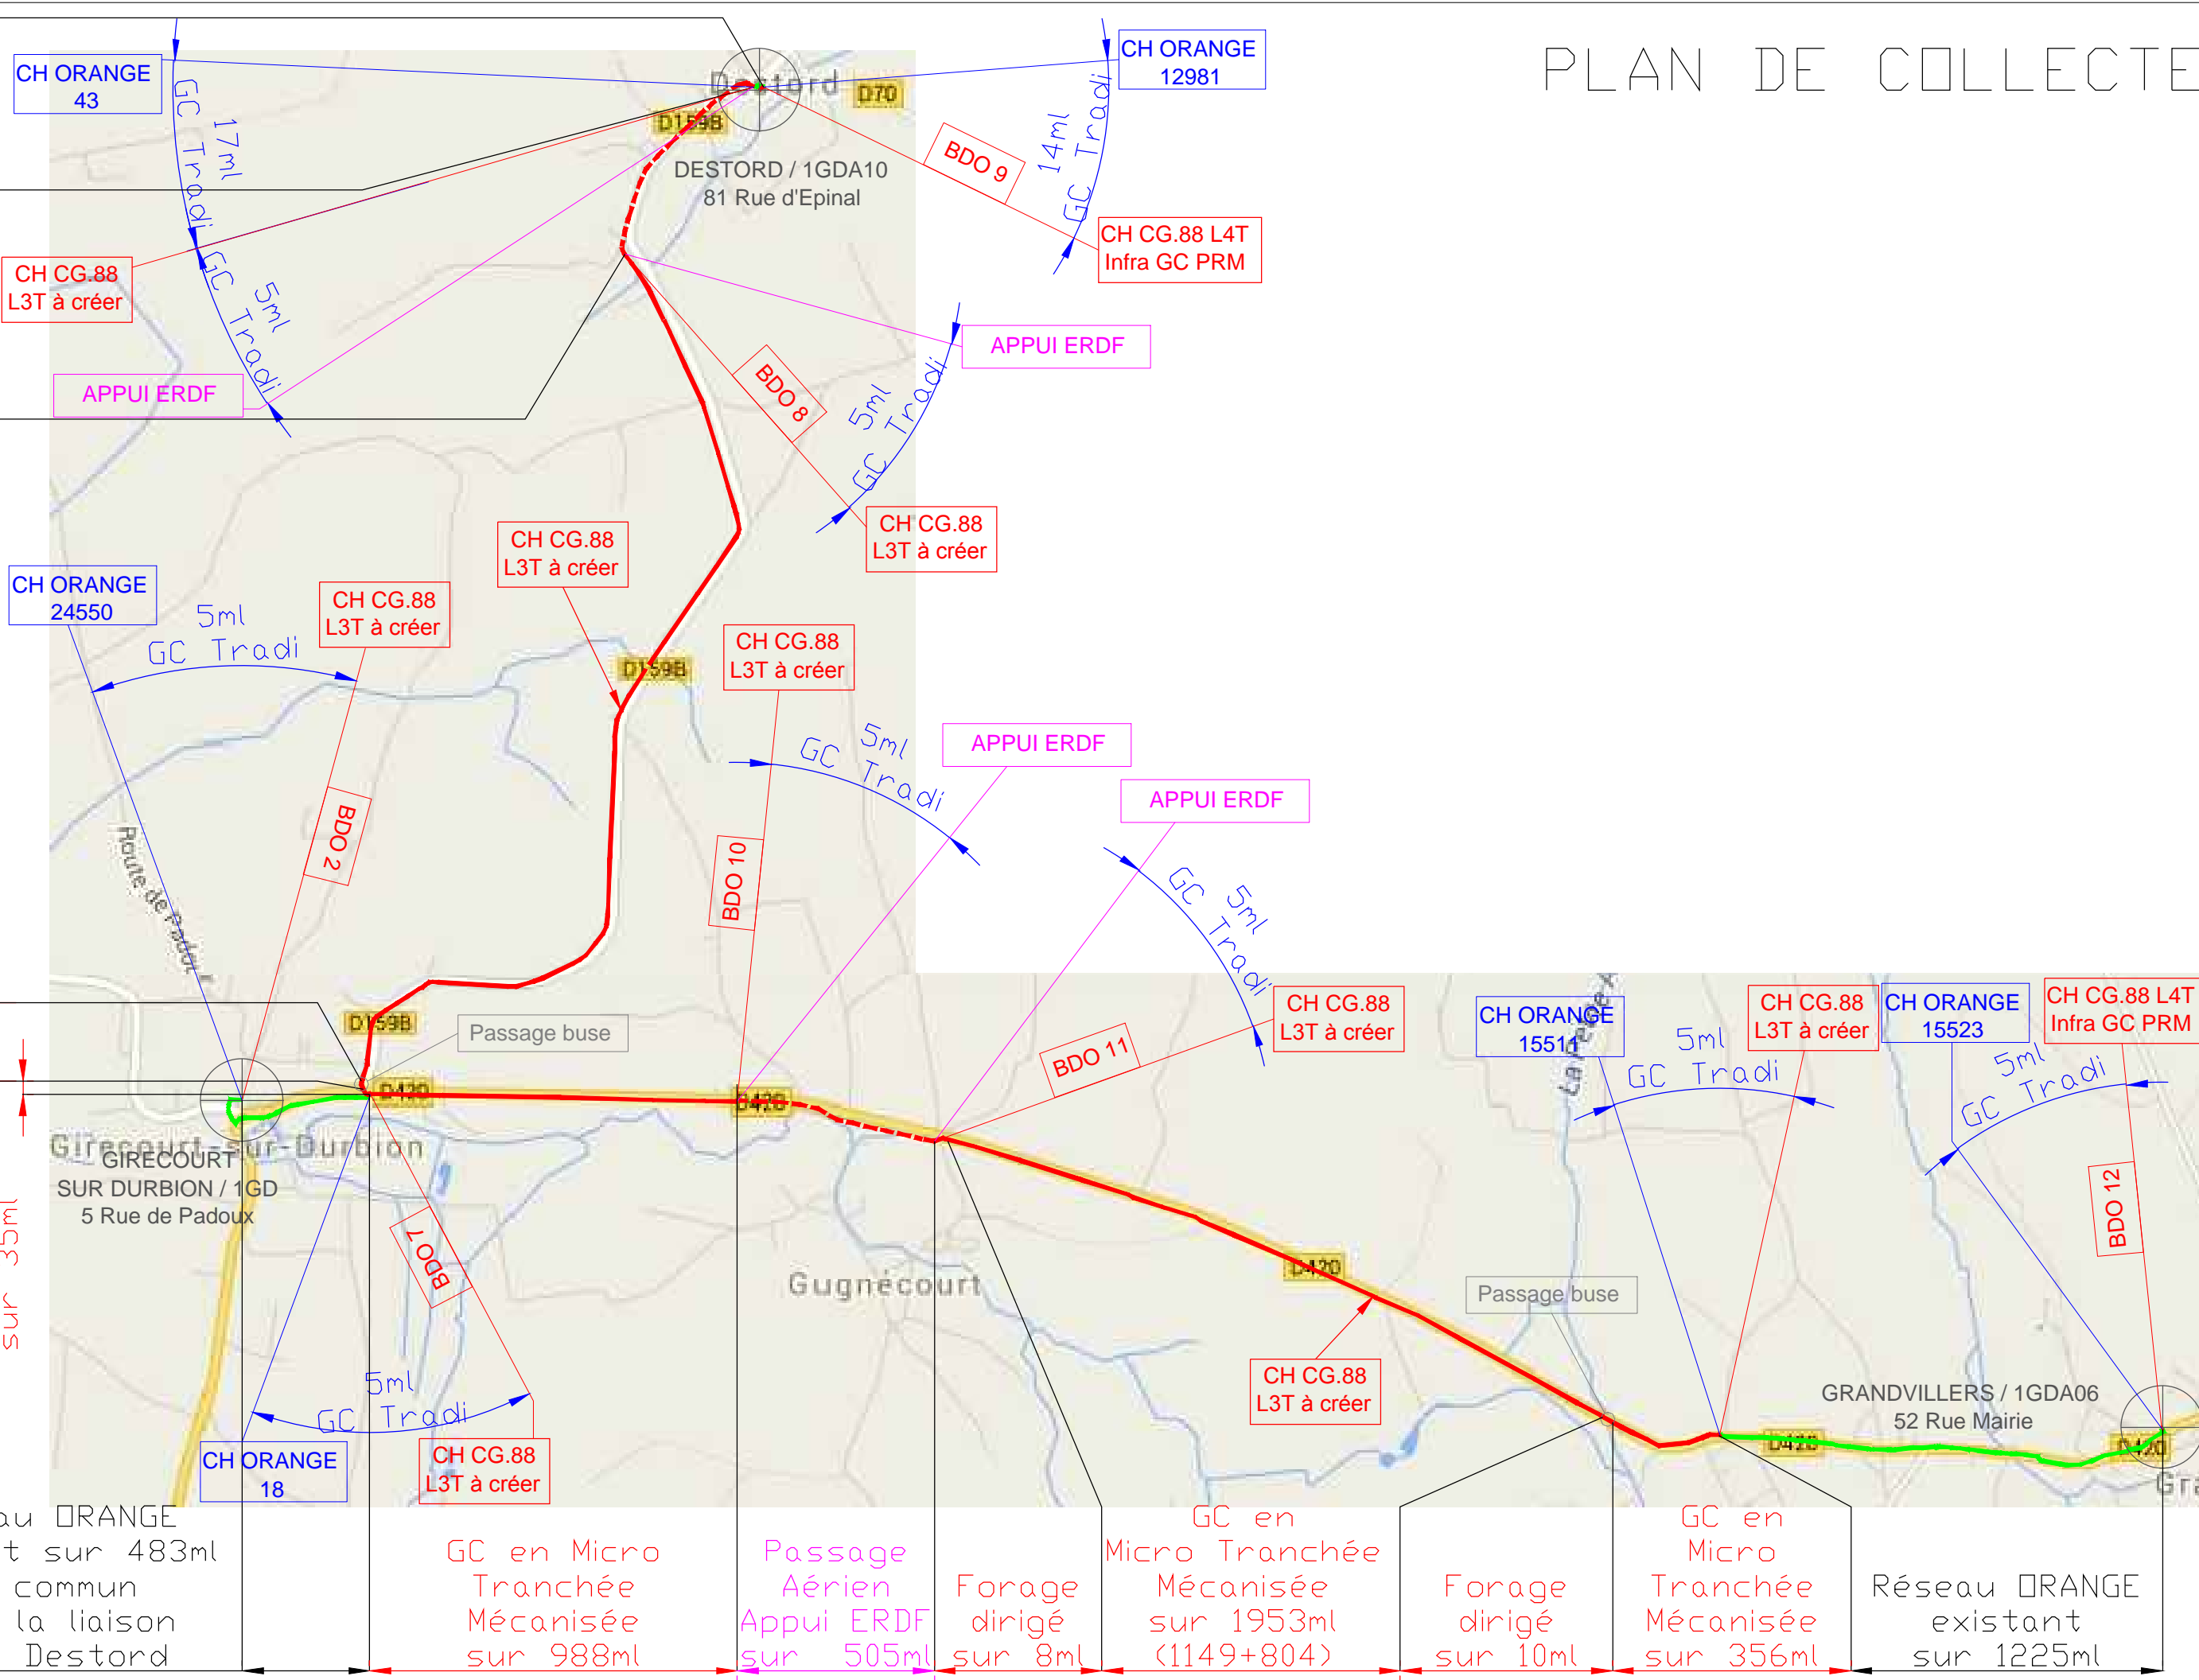 PLAN DE COLLECTE
CH ORANGE
43
GC Tradi
17ml
CH ORANGE
12981
14ml
GC Tradi
Destord
D70
D159B
DESTORD / 1GDA10
81 Rue d'Epinal
BDO 9
CH CG.88 L4T
Infra GC PRM
CH CG.88
L3T à créer
5ml
GC Tradi
APPUI ERDF
APPUI ERDF
BDO 8
5ml
GC Tradi
CH CG.88
L3T à créer
CH CG.88
L3T à créer
CH ORANGE
24550
5ml
GC Tradi
CH CG.88
L3T à créer
CH CG.88
L3T à créer
D159B
5ml
GC Tradi
APPUI ERDF
APPUI ERDF
BDO 2
BDO 10
5ml
GC Tradi
Route de Padoux
CH CG.88
L3T à créer
BDO 11
D159B
Passage buse
D420
D420
CH ORANGE
15511
5ml
GC Tradi
CH CG.88
L3T à créer
CH ORANGE
15523
CH CG.88 L4T
Infra GC PRM
5ml
GC Tradi
BDO 12
Girecourt-sur-Durbion
GIRECOURT
SUR DURBION / 1GD
5 Rue de Padoux
sur 35ml
BDO 7
Gugnécourt
D420
Passage buse
CH CG.88
L3T à créer
5ml
GC Tradi
CH ORANGE
18
CH CG.88
L3T à créer
GRANDVILLERS / 1GDA06
52 Rue Mairie
D420
D420
Gra
au ORANGE
t sur 483ml
commun
la liaison
Destord
GC en Micro
Tranchée
Mécanisée
sur 988ml
Passage
Aérien
Appui ERDF
sur 505ml
Forage
dirigé
sur 8ml
GC en
Micro Tranchée
Mécanisée
sur 1953ml
(1149+804)
Forage
dirigé
sur 10ml
GC en
Micro
Tranchée
Mécanisée
sur 356ml
Réseau ORANGE
existant
sur 1225ml